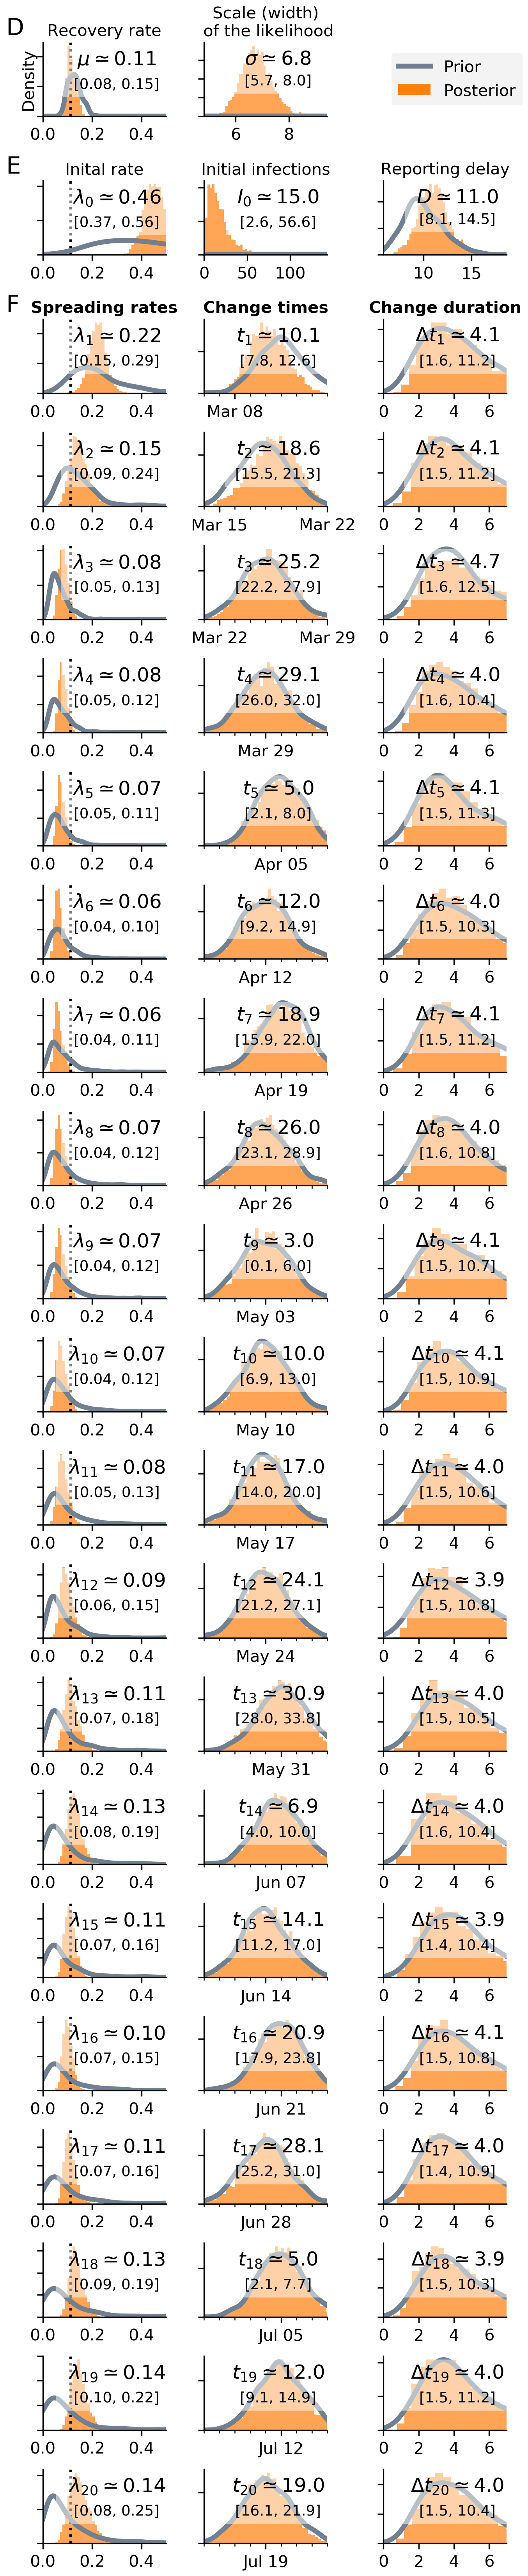 D
Recovery rate
Scale (width)
of the likelihood
Density
μ ≃ 0.11
[0.08, 0.15]
σ ≃ 6.8
[5.7, 8.0]
Prior
Posterior
0.0 0.2 0.4
6 8
E
Inital rate
Initial infections
Reporting delay
λ0 ≃ 0.46
[0.37, 0.56]
I0 ≃ 15.0
[2.6, 56.6]
D ≃ 11.0
[8.1, 14.5]
0.0 0.2 0.4
0 50 100
10 15
F
Spreading rates
Change times
Change duration
λ1 ≃ 0.22
[0.15, 0.29]
t1 ≃ 10.1
[7.8, 12.6]
Δt1 ≃ 4.1
[1.6, 11.2]
0.0 0.2 0.4
Mar 08
0 2 4 6
λ2 ≃ 0.15
[0.09, 0.24]
t2 ≃ 18.6
[15.5, 21.3]
Δt2 ≃ 4.1
[1.5, 11.2]
0.0 0.2 0.4
Mar 15 Mar 22
0 2 4 6
λ3 ≃ 0.08
[0.05, 0.13]
t3 ≃ 25.2
[22.2, 27.9]
Δt3 ≃ 4.7
[1.6, 12.5]
0.0 0.2 0.4
Mar 22 Mar 29
0 2 4 6
λ4 ≃ 0.08
[0.05, 0.12]
t4 ≃ 29.1
[26.0, 32.0]
Δt4 ≃ 4.0
[1.6, 10.4]
0.0 0.2 0.4
Mar 29
0 2 4 6
λ5 ≃ 0.07
[0.05, 0.11]
t5 ≃ 5.0
[2.1, 8.0]
Δt5 ≃ 4.1
[1.5, 11.3]
0.0 0.2 0.4
Apr 05
0 2 4 6
λ6 ≃ 0.06
[0.04, 0.10]
t6 ≃ 12.0
[9.2, 14.9]
Δt6 ≃ 4.0
[1.5, 10.3]
0.0 0.2 0.4
Apr 12
0 2 4 6
λ7 ≃ 0.06
[0.04, 0.11]
t7 ≃ 18.9
[15.9, 22.0]
Δt7 ≃ 4.1
[1.5, 11.2]
0.0 0.2 0.4
Apr 19
0 2 4 6
λ8 ≃ 0.07
[0.04, 0.12]
t8 ≃ 26.0
[23.1, 28.9]
Δt8 ≃ 4.0
[1.6, 10.8]
0.0 0.2 0.4
Apr 26
0 2 4 6
λ9 ≃ 0.07
[0.04, 0.12]
t9 ≃ 3.0
[0.1, 6.0]
Δt9 ≃ 4.1
[1.5, 10.7]
0.0 0.2 0.4
May 03
0 2 4 6
λ10 ≃ 0.07
[0.04, 0.12]
t10 ≃ 10.0
[6.9, 13.0]
Δt10 ≃ 4.1
[1.5, 10.9]
0.0 0.2 0.4
May 10
0 2 4 6
λ11 ≃ 0.08
[0.05, 0.13]
t11 ≃ 17.0
[14.0, 20.0]
Δt11 ≃ 4.0
[1.5, 10.6]
0.0 0.2 0.4
May 17
0 2 4 6
λ12 ≃ 0.09
[0.06, 0.15]
t12 ≃ 24.1
[21.2, 27.1]
Δt12 ≃ 3.9
[1.5, 10.8]
0.0 0.2 0.4
May 24
0 2 4 6
λ13 ≃ 0.11
[0.07, 0.18]
t13 ≃ 30.9
[28.0, 33.8]
Δt13 ≃ 4.0
[1.5, 10.5]
0.0 0.2 0.4
May 31
0 2 4 6
λ14 ≃ 0.13
[0.08, 0.19]
t14 ≃ 6.9
[4.0, 10.0]
Δt14 ≃ 4.0
[1.6, 10.4]
0.0 0.2 0.4
Jun 07
0 2 4 6
λ15 ≃ 0.11
[0.07, 0.16]
t15 ≃ 14.1
[11.2, 17.0]
Δt15 ≃ 3.9
[1.4, 10.4]
0.0 0.2 0.4
Jun 14
0 2 4 6
λ16 ≃ 0.10
[0.07, 0.15]
t16 ≃ 20.9
[17.9, 23.8]
Δt16 ≃ 4.1
[1.5, 10.8]
0.0 0.2 0.4
Jun 21
0 2 4 6
λ17 ≃ 0.11
[0.07, 0.16]
t17 ≃ 28.1
[25.2, 31.0]
Δt17 ≃ 4.0
[1.4, 10.9]
0.0 0.2 0.4
Jun 28
0 2 4 6
λ18 ≃ 0.13
[0.09, 0.19]
t18 ≃ 5.0
[2.1, 7.7]
Δt18 ≃ 3.9
[1.5, 10.3]
0.0 0.2 0.4
Jul 05
0 2 4 6
λ19 ≃ 0.14
[0.10, 0.22]
t19 ≃ 12.0
[9.1, 14.9]
Δt19 ≃ 4.0
[1.5, 11.2]
0.0 0.2 0.4
Jul 12
0 2 4 6
λ20 ≃ 0.14
[0.08, 0.25]
t20 ≃ 19.0
[16.1, 21.9]
Δt20 ≃ 4.0
[1.5, 10.4]
0.0 0.2 0.4
Jul 19
0 2 4 6